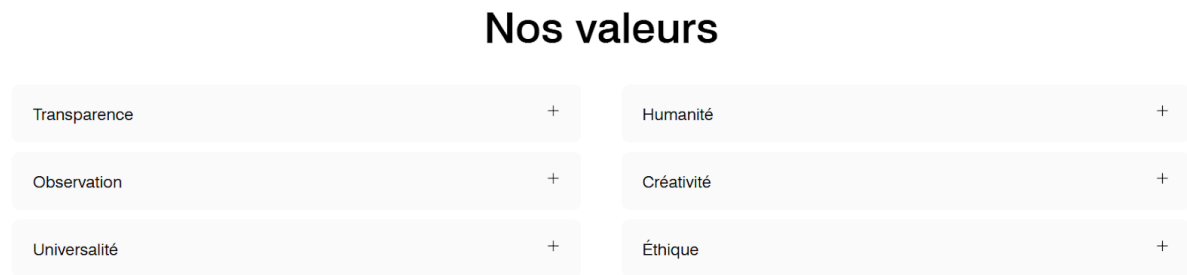 Nos valeurs
Transparence +
Humanité +
Observation +
Créativité +
Universalité +
Éthique +